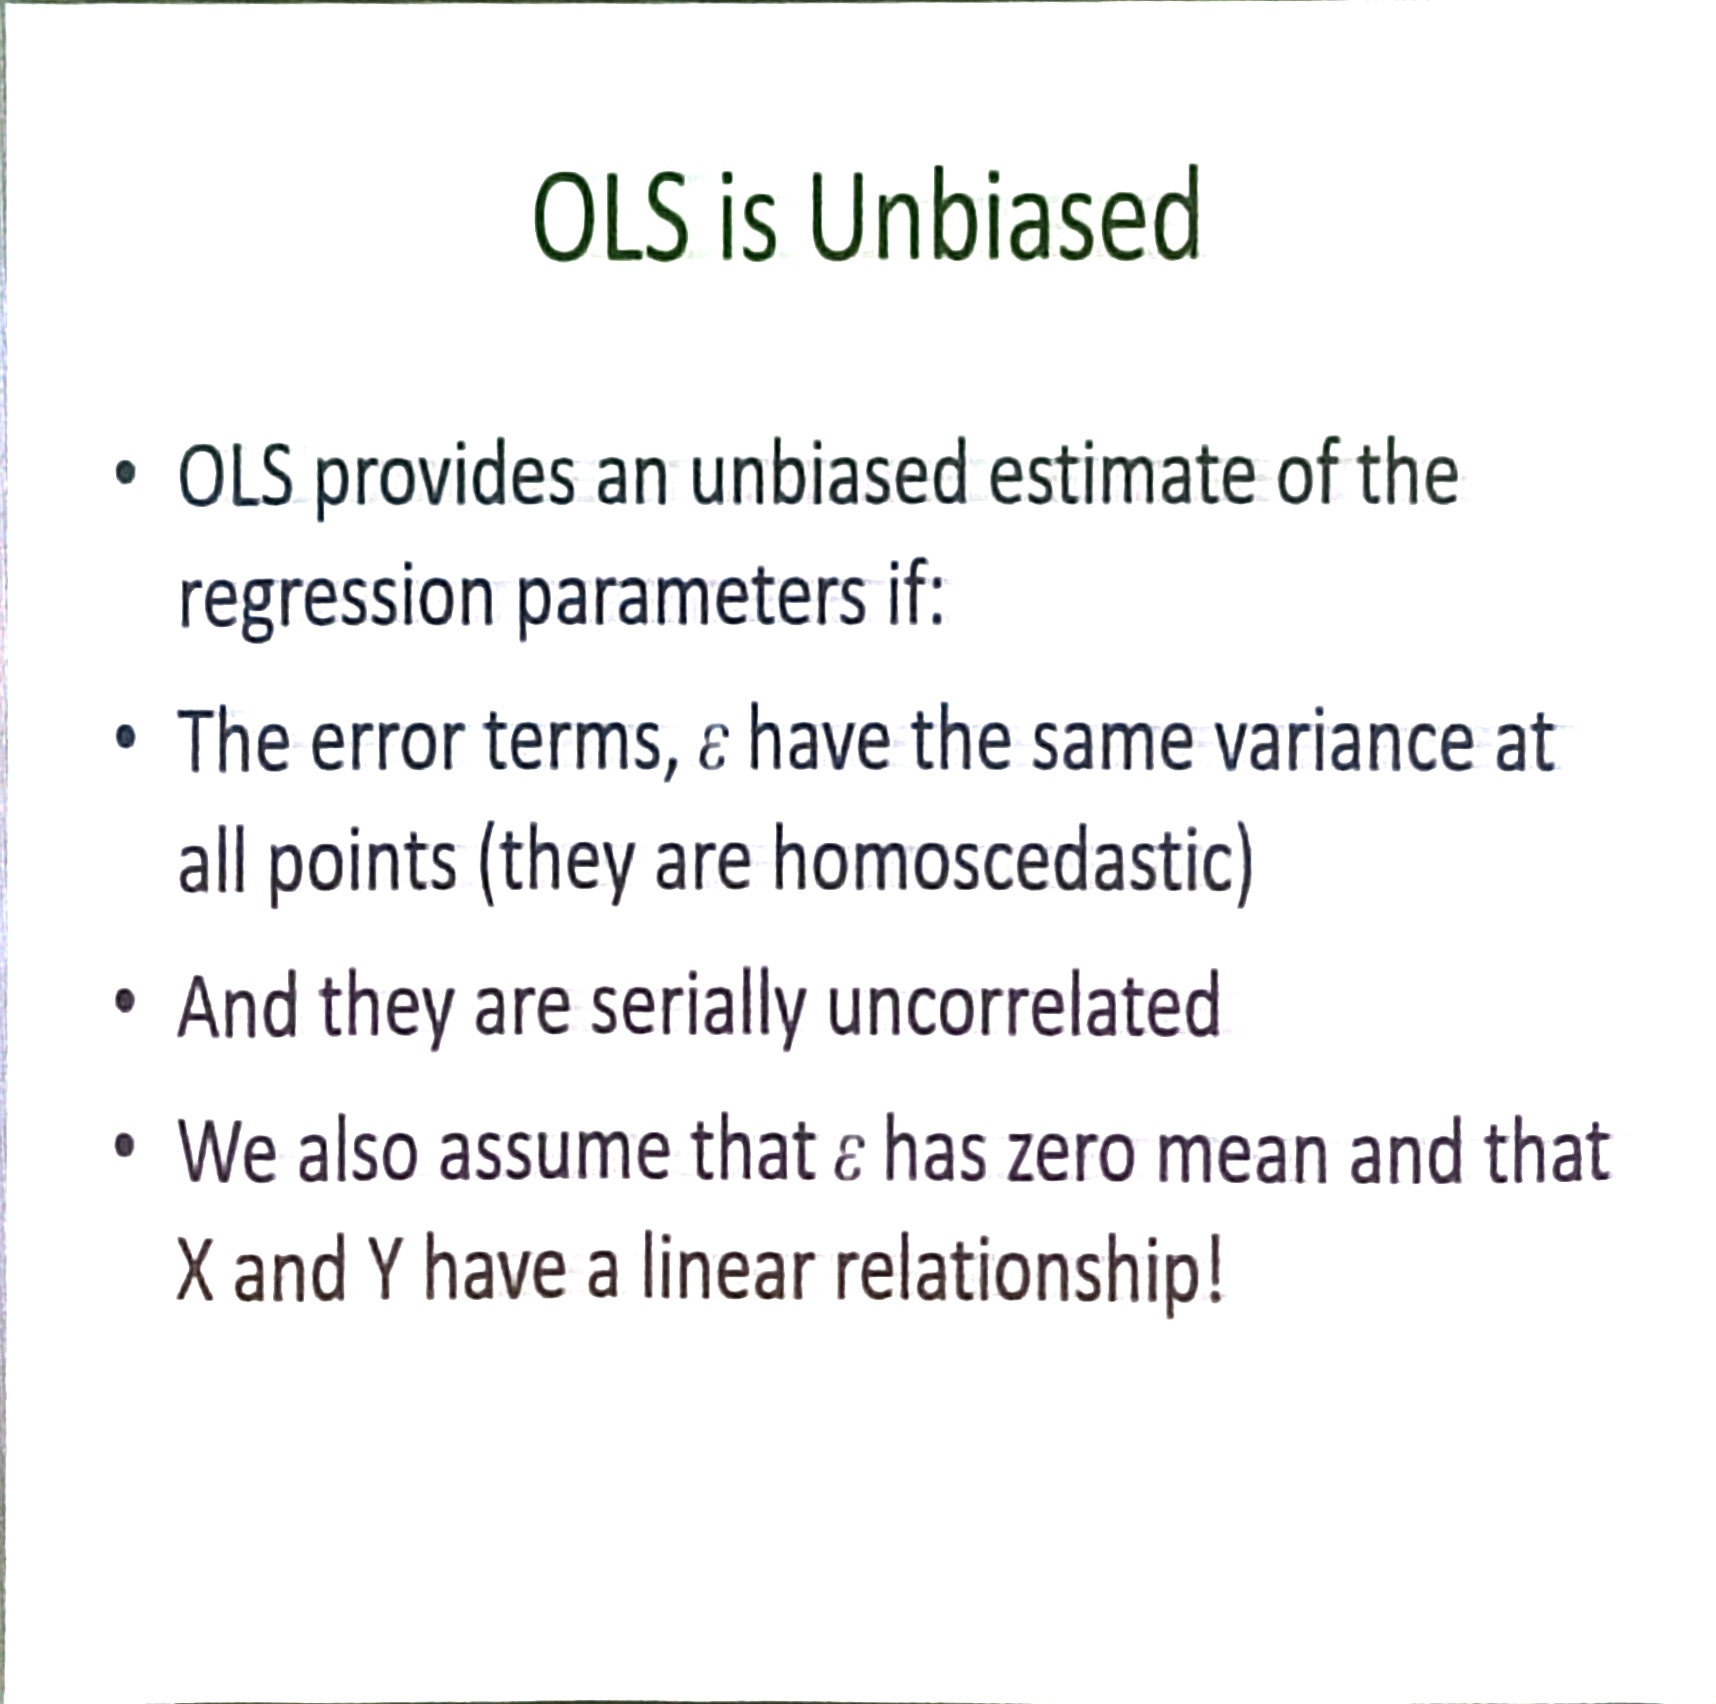 OLS is Unbiased
• OLS provides an unbiased estimate of the
regression parameters if:
• The error terms, ε have the same variance at
all points (they are homoscedastic)
• And they are serially uncorrelated
• We also assume that ε has zero mean and that
X and Y have a linear relationship!